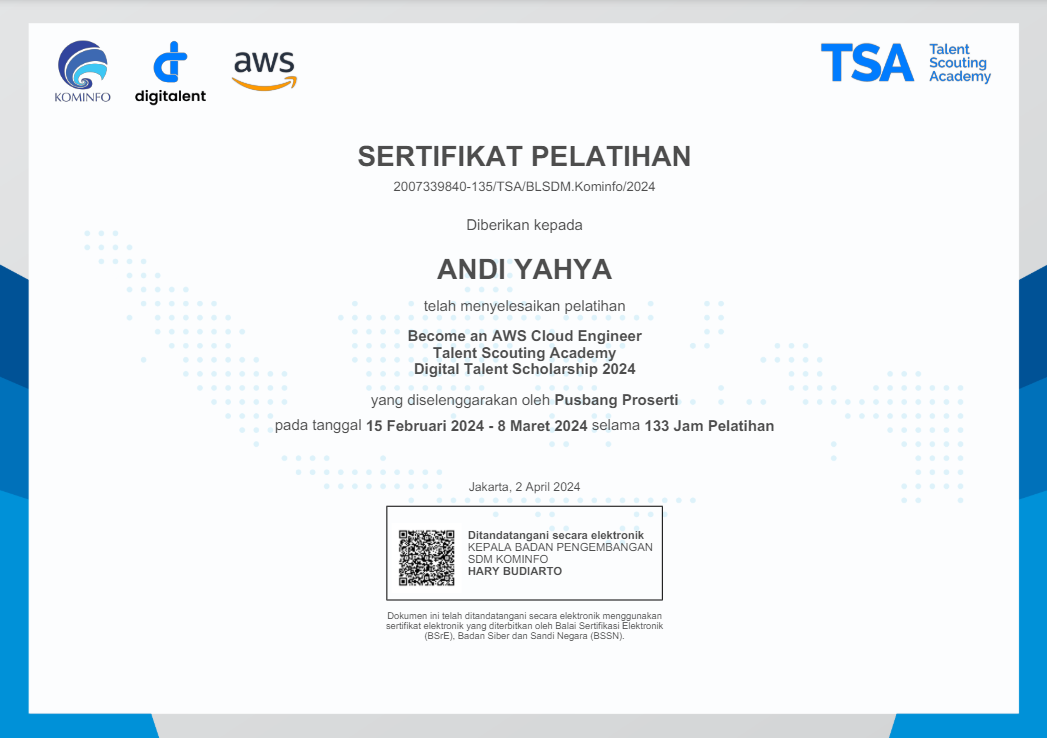 KOMINFO
digitalent
aws
TSA
Talent
Scouting
Academy
SERTIFIKAT PELATIHAN
2007339840-135/TSA/BLSDM.Kominfo/2024
Diberikan kepada
ANDI YAHYA
telah menyelesaikan pelatihan
Become an AWS Cloud Engineer
Talent Scouting Academy
Digital Talent Scholarship 2024
yang diselenggarakan oleh Pusbang Proserti
pada tanggal 15 Februari 2024 - 8 Maret 2024 selama 133 Jam Pelatihan
Jakarta, 2 April 2024
Ditandatangani secara elektronik
KEPALA BADAN PENGEMBANGAN
SDM KOMINFO
HARY BUDIARTO
Dokumen ini telah ditandatangani secara elektronik menggunakan
sertifikat elektronik yang diterbitkan oleh Balai Sertifikasi Elektronik
(BSrE), Badan Siber dan Sandi Negara (BSSN).